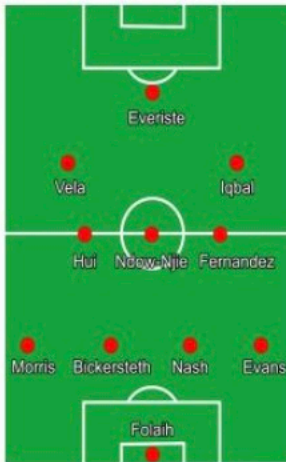 Everiste
Vela Iqbal
Hui Ndow-Njie Fernandez
Morris Bickersteth Nash Evans
Folaih